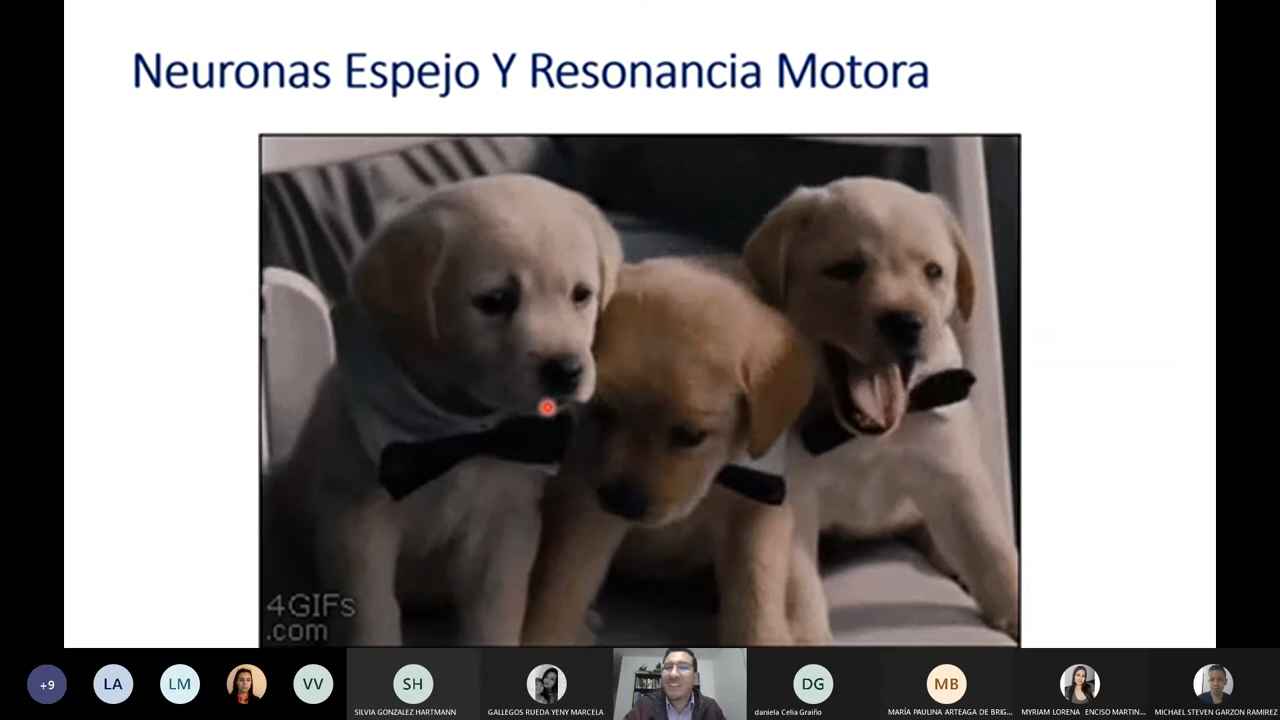 Neuronas Espejo Y Resonancia Motora
4GIFs
.com
+9
LA
LM
VV
SH
SILVIA GONZALEZ HARTMANN
GALLEGOS RUEDA YENY MARCELA
DG
daniela Celia Graiño
MB
MARÍA PAULINA ARTEAGA DE BRIG...
MYRIAM LORENA ENCISO MARTIN...
MICHAEL STEVEN GARZON RAMIREZ